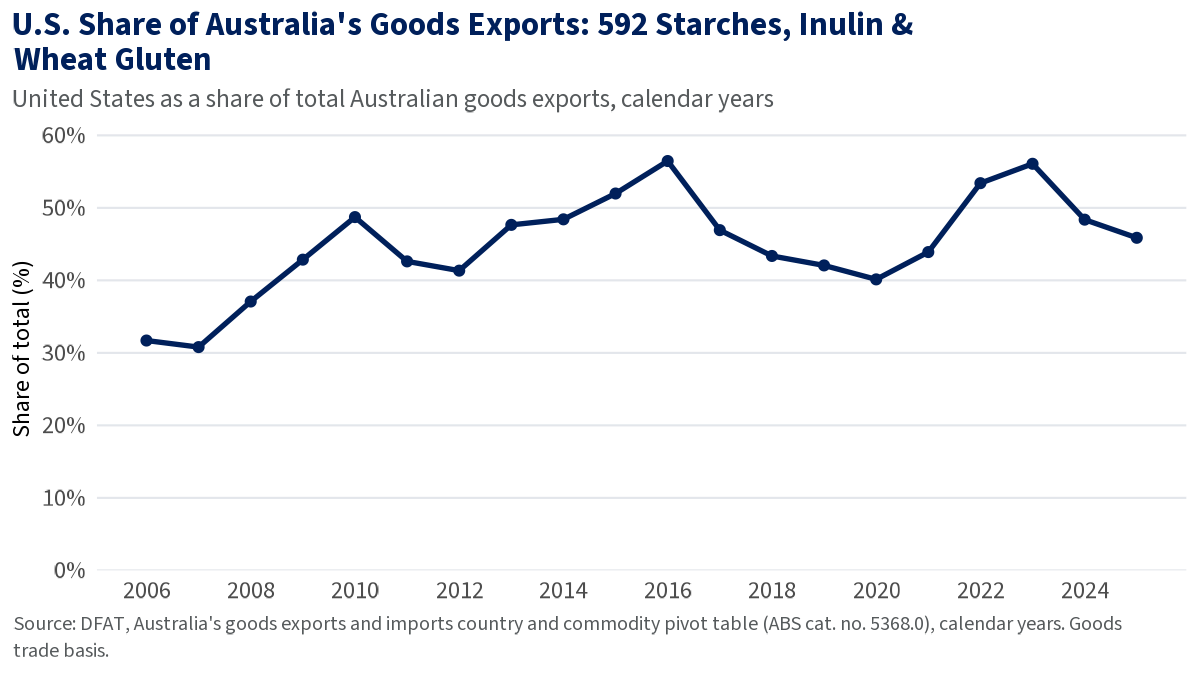 U.S. Share of Australia's Goods Exports: 592 Starches, Inulin &
Wheat Gluten
United States as a share of total Australian goods exports, calendar years
Share of total (%)
60%
50%
40%
30%
20%
10%
0%
2006 2008 2010 2012 2014 2016 2018 2020 2022 2024
Source: DFAT, Australia's goods exports and imports country and commodity pivot table (ABS cat. no. 5368.0), calendar years. Goods
trade basis.